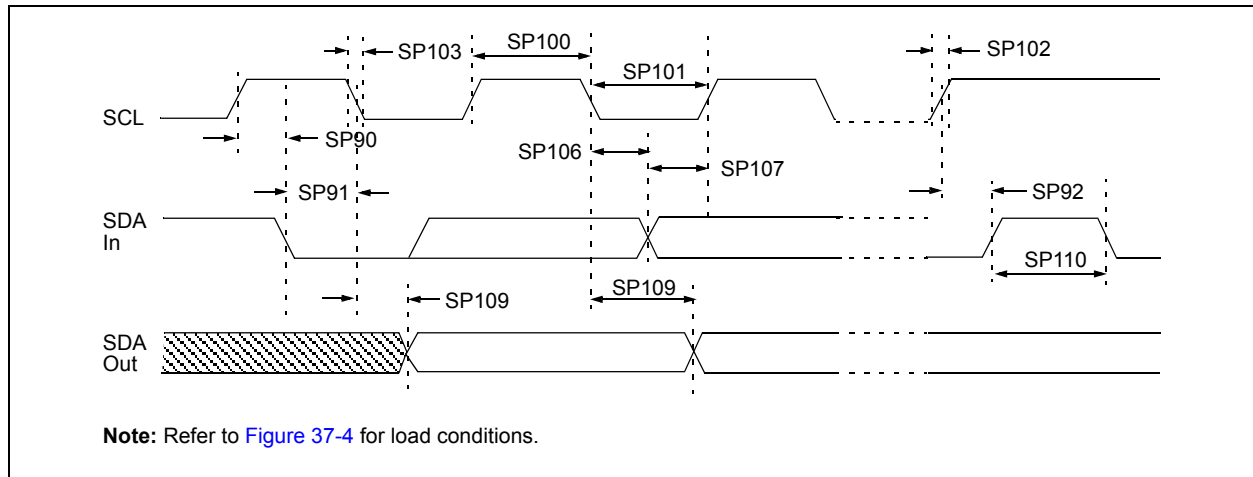 SP103
SP100
SP102
SP101
SCL
SP90
SP106
SP107
SP91
SP92
SDA
In
SP110
SP109
SP109
SDA
Out
Note: Refer to Figure 37-4 for load conditions.